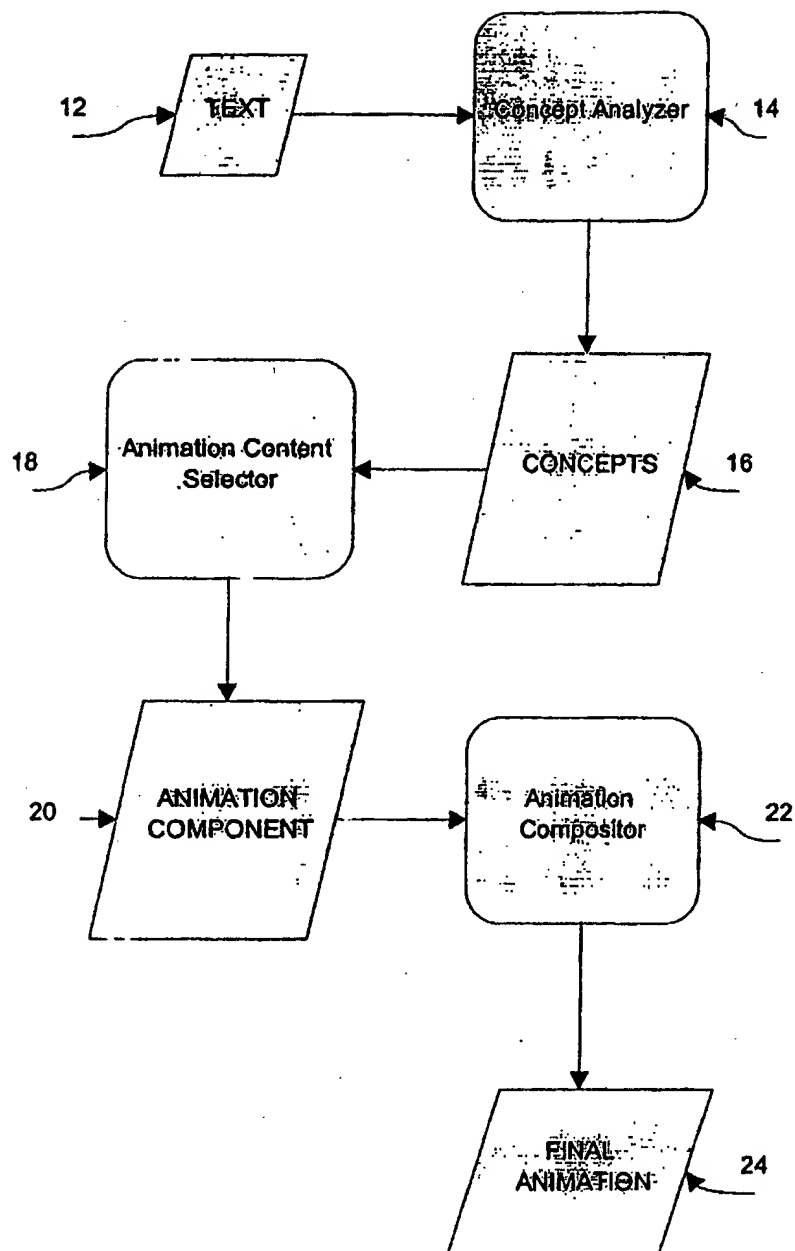 12
TEXT
Concept Analyzer
14
18
Animation Content
Selector
CONCEPTS
16
20
ANIMATION
COMPONENT
Animation
Compositor
22
FINAL
ANIMATION
24